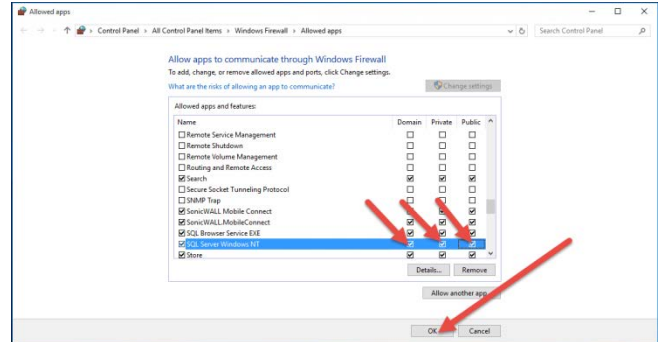 Allowed apps
Control Panel > All Control Panel Items > Windows Firewall > Allowed apps
Search Control Panel
Allow apps to communicate through Windows Firewall
To add, change, or remove allowed apps and ports, click Change settings.
What are the risks of allowing an app to communicate?
Change settings
Allowed apps and features:
Name Domain Private Public
Remote Service Management
Remote Shutdown
Remote Volume Management
Routing and Remote Access
Search
Secure Socket Tunneling Protocol
SNMP Trap
SonicWALL Mobile Connect
SonicWALL.MobileConnect
SQL Browser Service EXE
SQL Server Windows NT
Store
Details... Remove
Allow another app...
OK Cancel